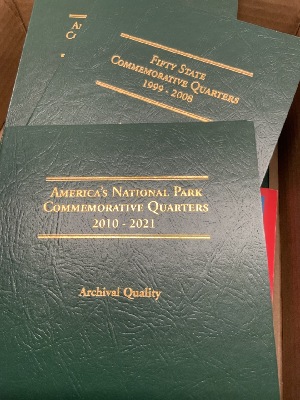 FIFTY STATE
COMMEMORATIVE QUARTERS
1999 - 2008
AMERICA'S NATIONAL PARK
COMMEMORATIVE QUARTERS
2010 - 2021
Archival Quality